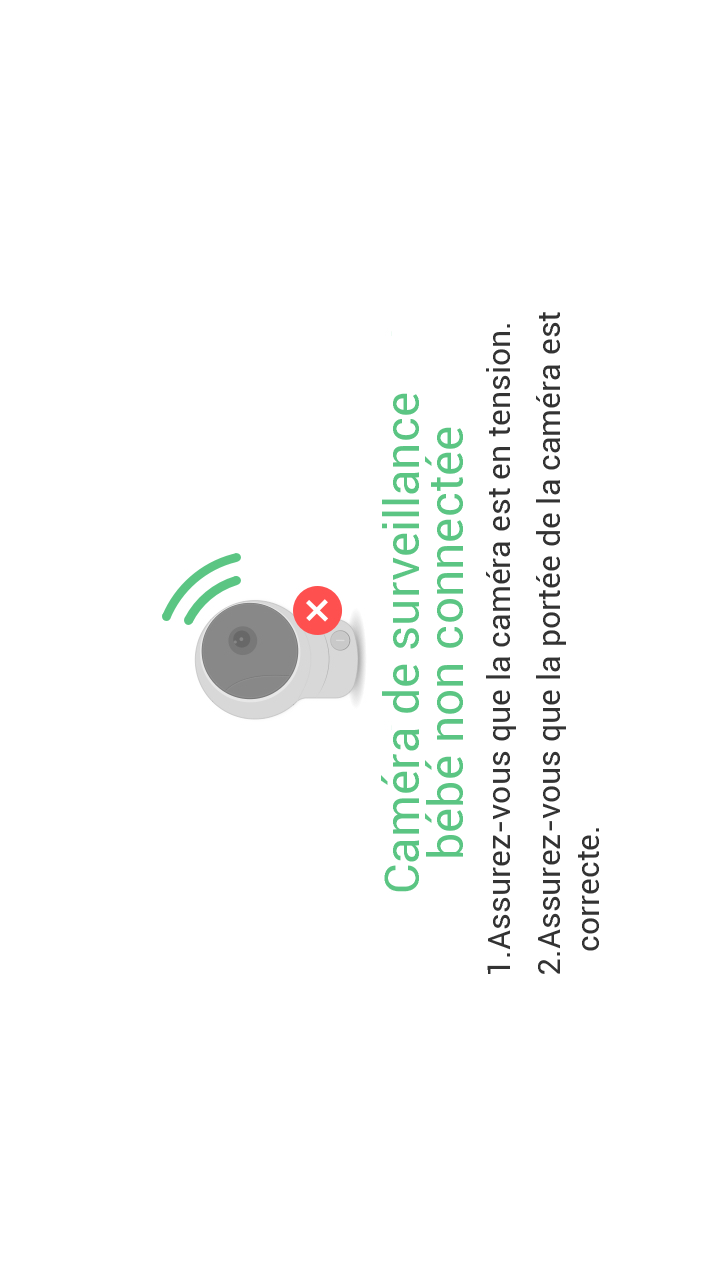 Caméra de surveillance
bébé non connectée
1.Assurez-vous que la caméra est en tension.
2.Assurez-vous que la portée de la caméra est
correcte.